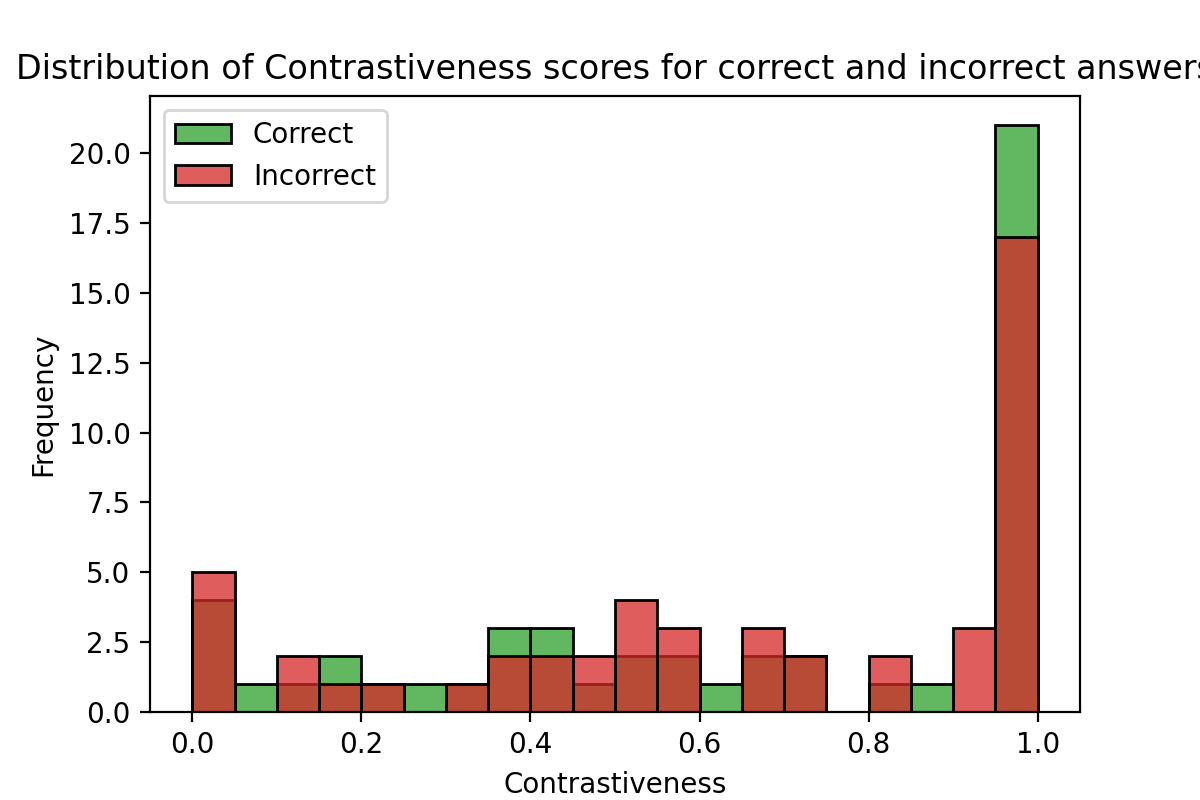 Distribution of Contrastiveness scores for correct and incorrect answers
Correct
Incorrect
20.0
17.5
15.0
12.5
10.0
7.5
5.0
2.5
0.0
Frequency
0.0 0.2 0.4 0.6 0.8 1.0
Contrastiveness